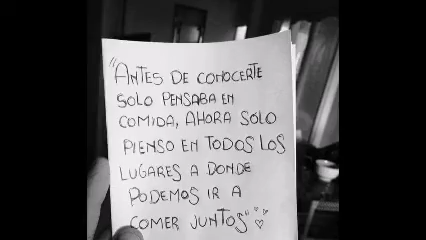 "ANTES DE CONOCERTE
SOLO PENSABA EN
COMIDA, AHORA SOLO
PIENSO EN TODOS LOS
LUGARES A DONDE
PODEMOS IR A
COMER JUNTOS"